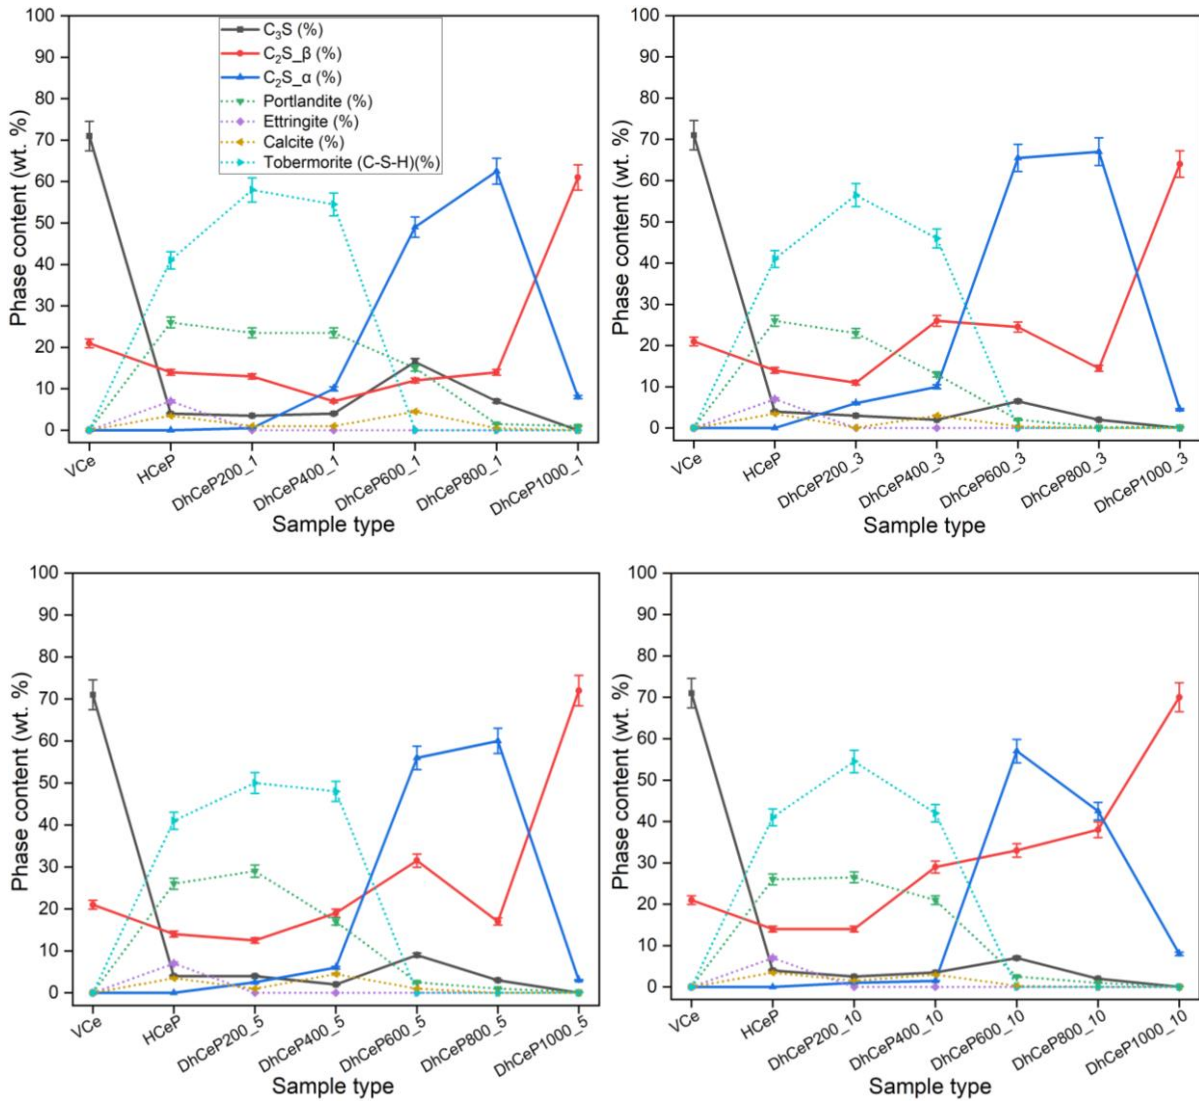 100
90
80
70
60
50
40
30
20
10
0
Phase content (wt. %)
C₃S (%)
C₂S_β (%)
C₂S_α (%)
Portlandite (%)
Ettringite (%)
Calcite (%)
Tobermorite (C-S-H)(%)
VCe
HCeP
DhCeP200_1
DhCeP400_1
DhCeP600_1
DhCeP800_1
DhCeP1000_1
Sample type
100
90
80
70
60
50
40
30
20
10
0
Phase content (wt. %)
VCe
HCeP
DhCeP200_3
DhCeP400_3
DhCeP600_3
DhCeP800_3
DhCeP1000_3
Sample type
100
90
80
70
60
50
40
30
20
10
0
Phase content (wt. %)
VCe
HCeP
DhCeP200_5
DhCeP400_5
DhCeP600_5
DhCeP800_5
DhCeP1000_5
Sample type
100
90
80
70
60
50
40
30
20
10
0
Phase content (wt. %)
VCe
HCeP
DhCeP200_10
DhCeP400_10
DhCeP600_10
DhCeP800_10
DhCeP1000_10
Sample type